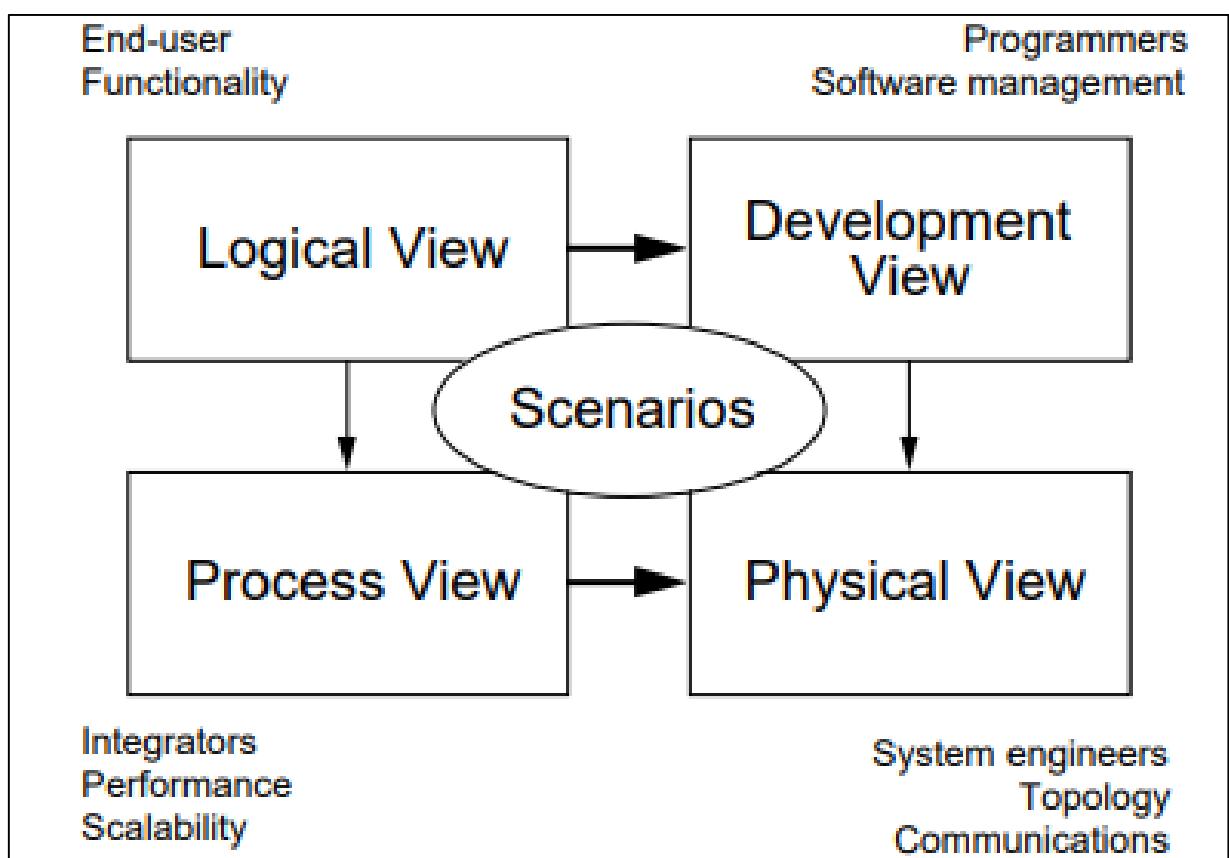 End-user
Functionality
Programmers
Software management
Logical View
Development
View
Scenarios
Process View
Physical View
Integrators
Performance
Scalability
System engineers
Topology
Communications